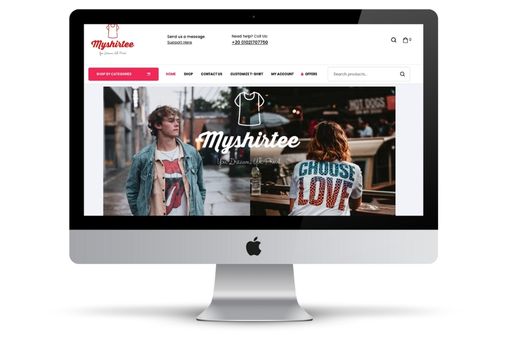 Myshirtee
You Dream, We Print
Send us a message
Support Here
Need help? Call Us:
+20 01021707750
0
SHOP BY CATEGORIES
HOME
SHOP
CONTACT US
CUSTOMIZE T-SHIRT
MY ACCOUNT
OFFERS
Search products...
Myshirtee
You Dream, We Print
HOT DOGS
CHOOSE
LOVE